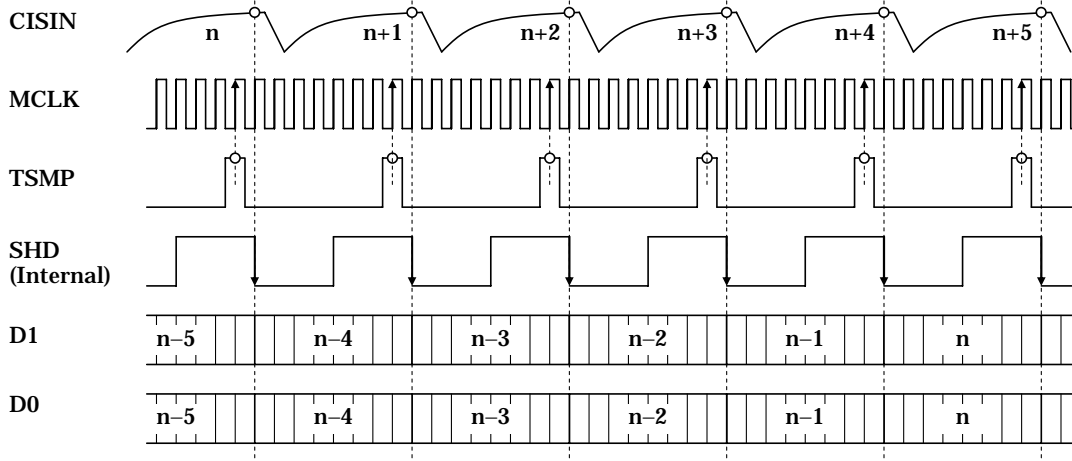 CISIN n n+1 n+2 n+3 n+4 n+5
MCLK
TSMP
SHD
(Internal)
D1 n–5 n–4 n–3 n–2 n–1 n
D0 n–5 n–4 n–3 n–2 n–1 n